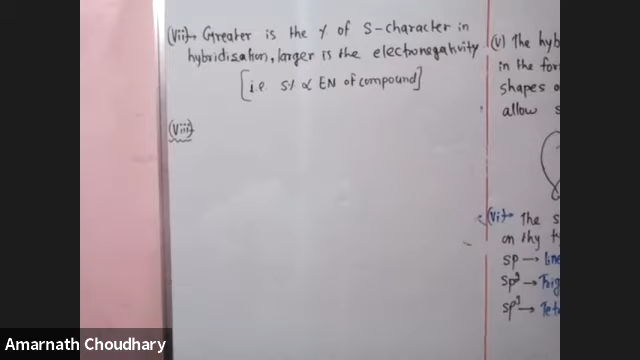 (Vii)→ Greater is the % of S-character in
hybridisation, larger is the electronegativity
[i.e S% ∝ EN of compound]
(Viii)
(V) The hyb
in the for
shapes o
allow s
(Vi)→ The s
on thy t
sp → Line
sp² → Trig
sp³ → Tetr
Amarnath Choudhary